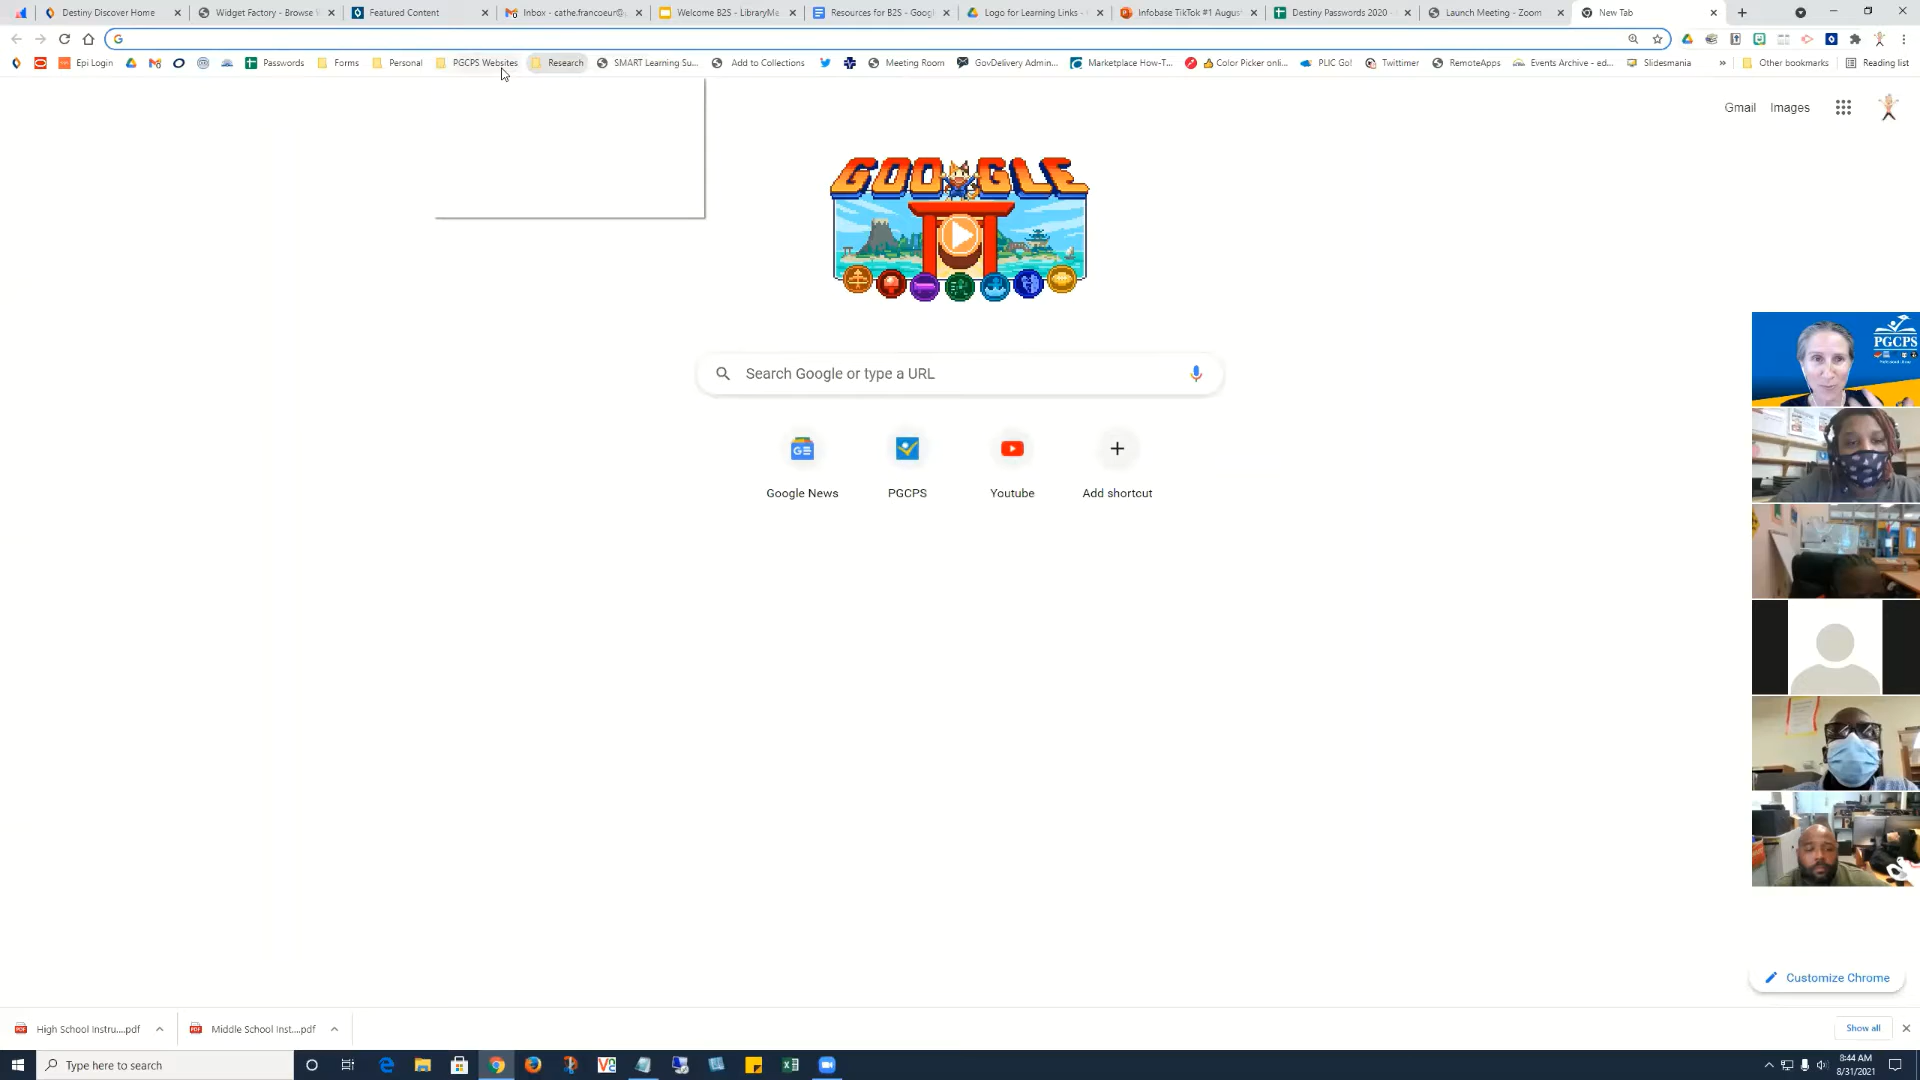 Destiny Discover Home
Widget Factory - Browse
Featured Content
Inbox - cathe.francoeur@
Welcome B2S - LibraryMe
Resources for B2S - Googl
Logo for Learning Links -
Infobase TikTok #1 Augus
Destiny Passwords 2020 -
Launch Meeting - Zoom
New Tab
Epi Login
Passwords
Forms
Personal
PGCPS Websites
Research
SMART Learning Su...
Add to Collections
Meeting Room
GovDelivery Admin...
Marketplace How-T...
Color Picker onli...
PLIC Go!
Twittimer
RemoteApps
Events Archive - ed...
Slidesmania
»
Other bookmarks
Reading list
Gmail
Images
GOOGLE
Search Google or type a URL
Google News
PGCPS
Youtube
Add shortcut
PGCPS
Customize Chrome
High School Instru....pdf
Middle School Inst....pdf
Show all
Type here to search
8:44 AM
8/31/2021